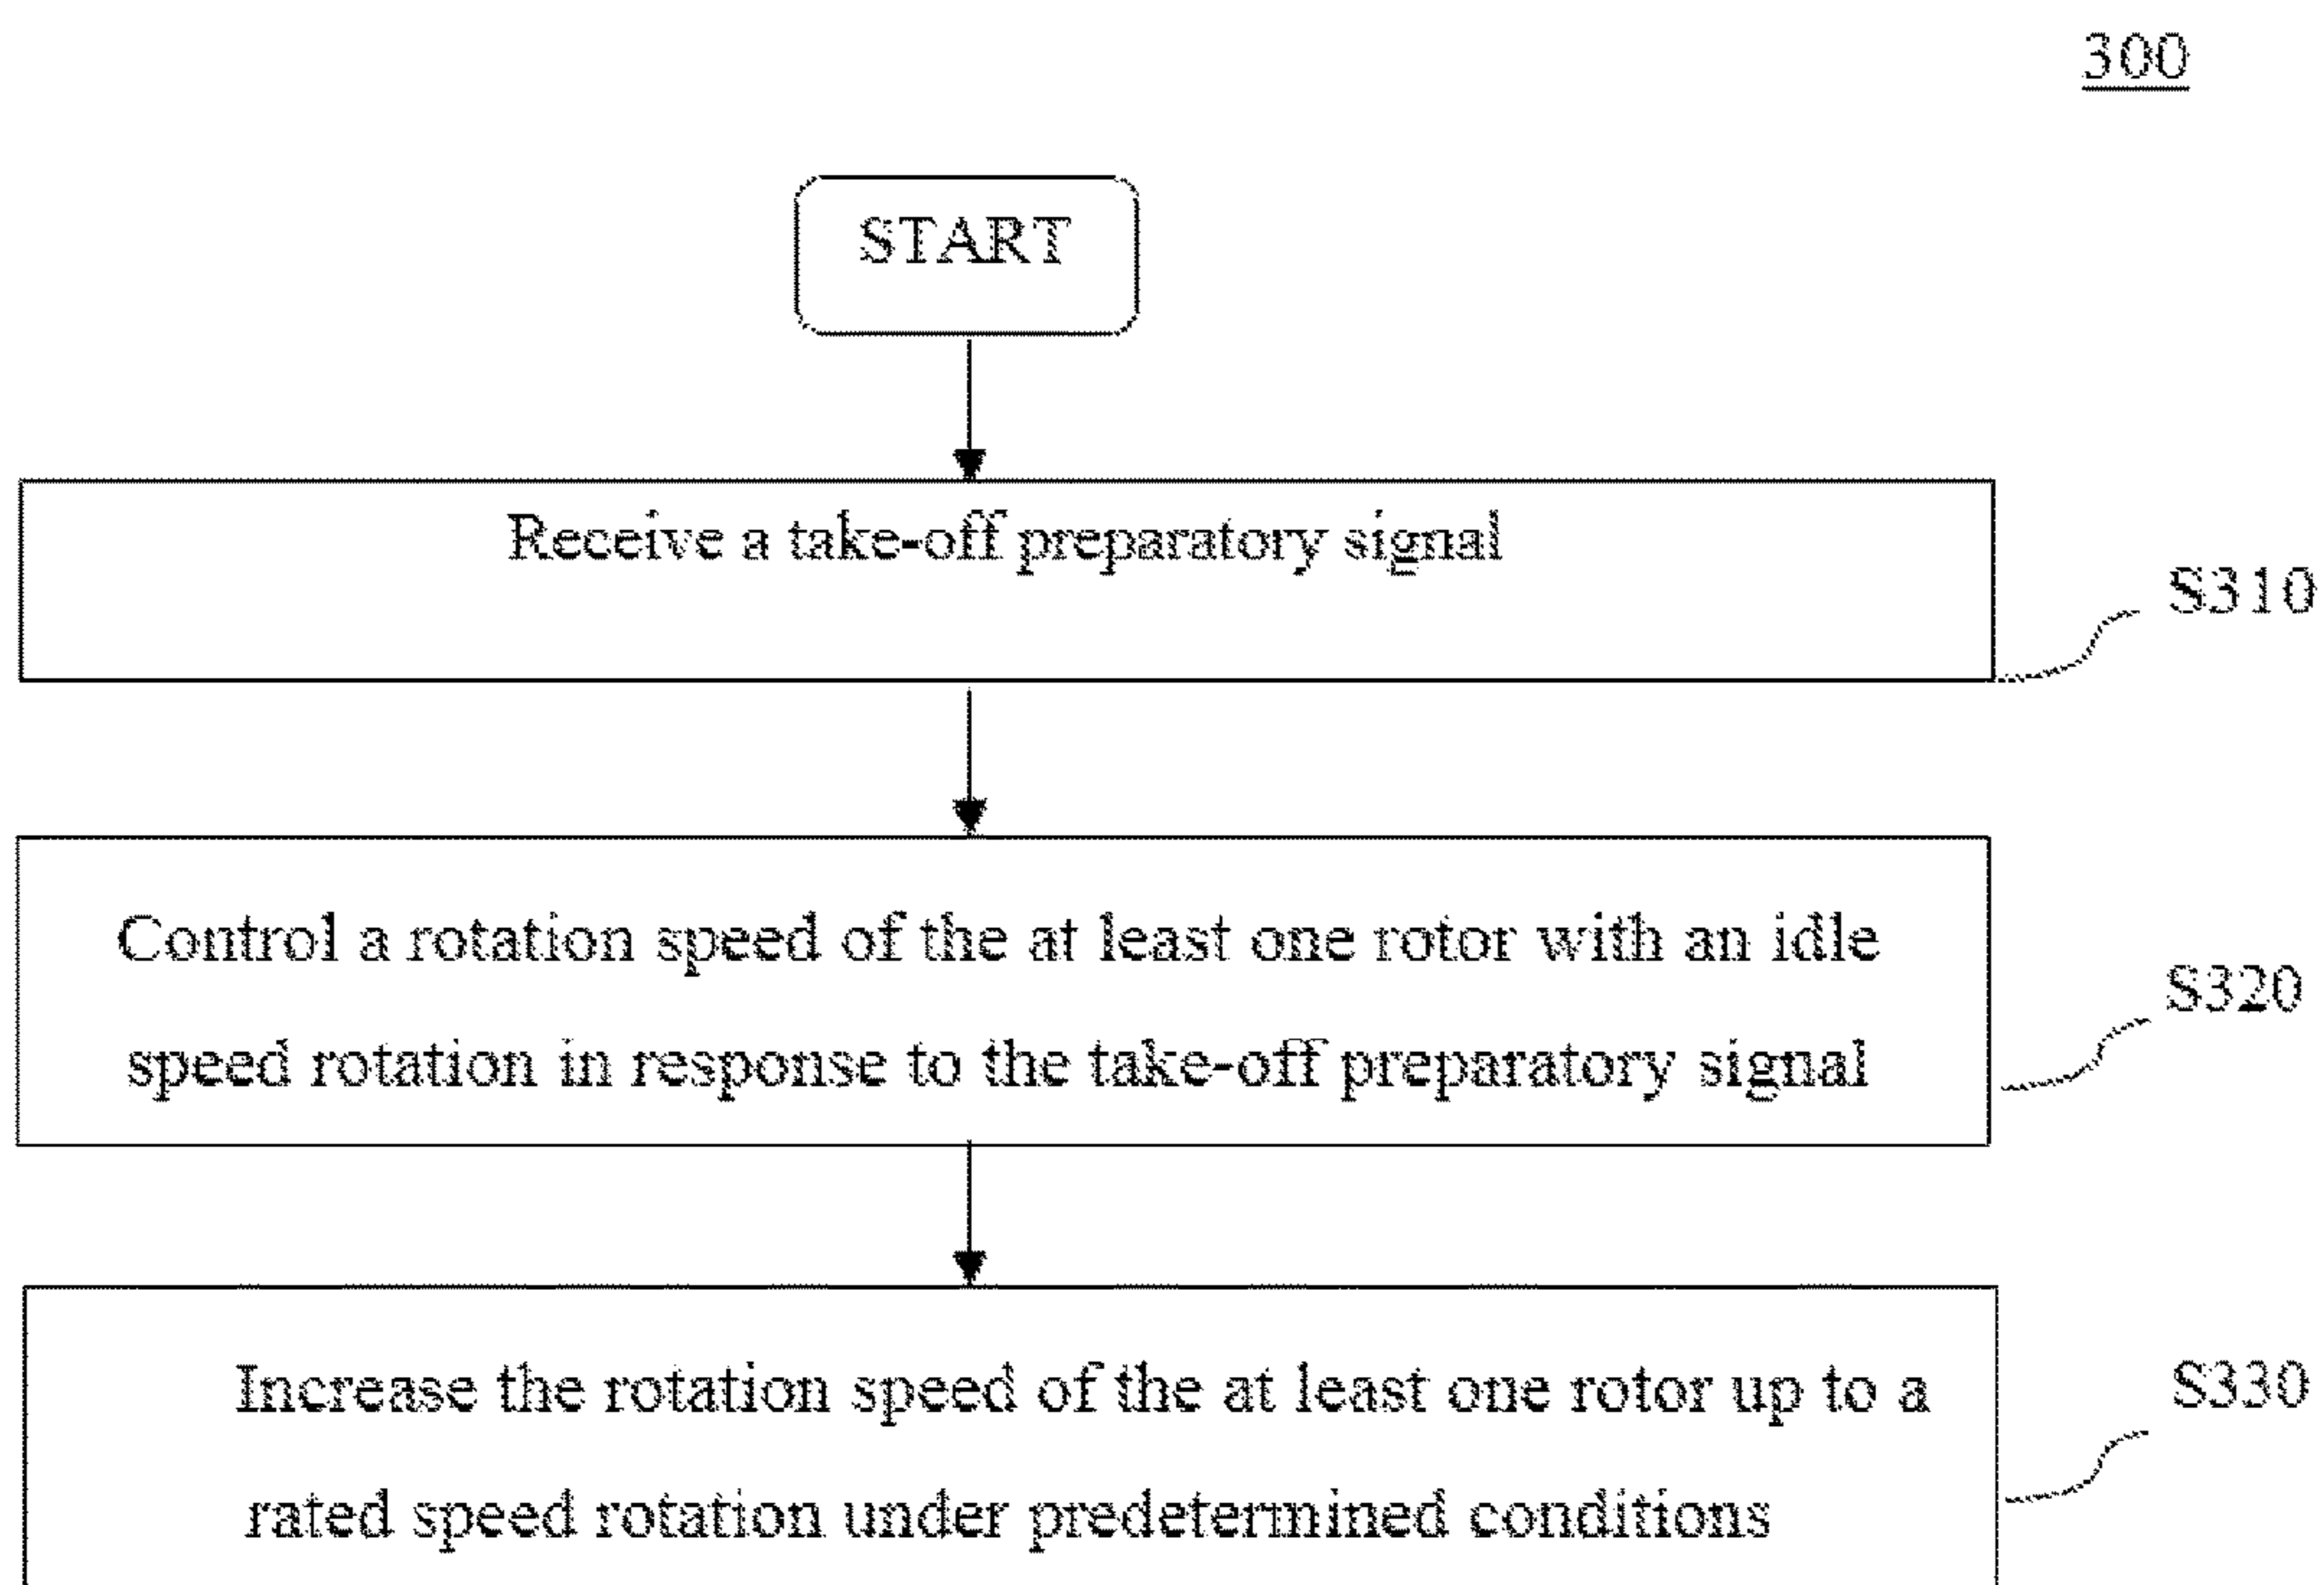 300
START
Receive a take-off preparatory signal
S310
Control a rotation speed of the at least one rotor with an idle
speed rotation in response to the take-off preparatory signal
S320
Increase the rotation speed of the at least one rotor up to a
rated speed rotation under predetermined conditions
S330